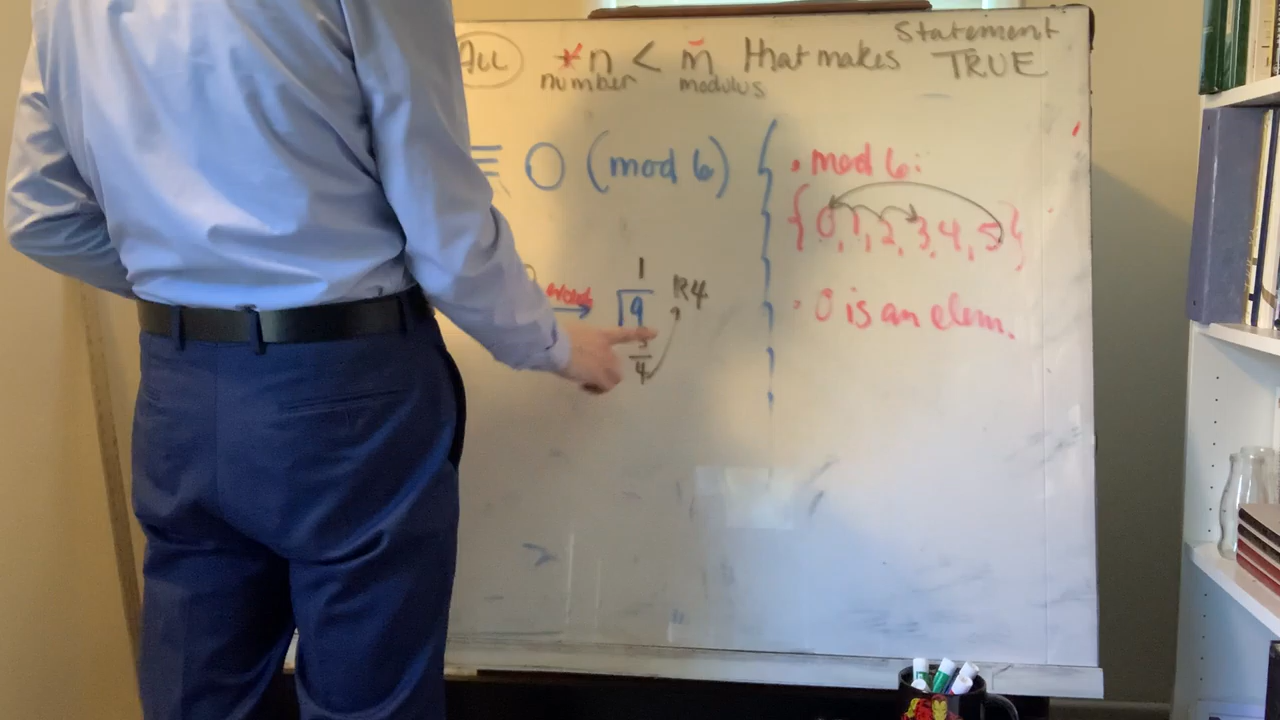 ALL *n < m that makes Statement TRUE
number modulus
≡ 0 (mod 6)
1
9 R4
5
4
• mod 6:
{0, 1, 2, 3, 4, 5}
• 0 is an elem.